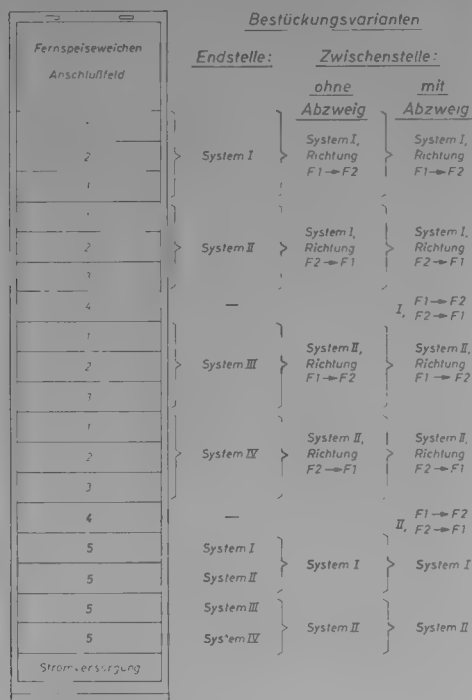 Bestückungsvarianten
Fernspeiseweichen
Anschlußfeld
Endstelle:
Zwischenstelle:
ohne
Abzweig
mit
Abzweig
2
1
System I
System I,
Richtung
F1→F2
System I,
Richtung
F1→F2
2
3
System II
System I,
Richtung
F2→F1
System I,
Richtung
F2→F1
4
—
I, F1→F2
F2→F1
1
2
3
System III
System II,
Richtung
F1→F2
System II,
Richtung
F1→F2
1
2
3
System IV
System II,
Richtung
F2→F1
System II,
Richtung
F2→F1
4
—
II, F1→F2
F2→F1
5
System I
5
System II
System I
System I
5
System III
5
System IV
System II
System II
Stromversorgung